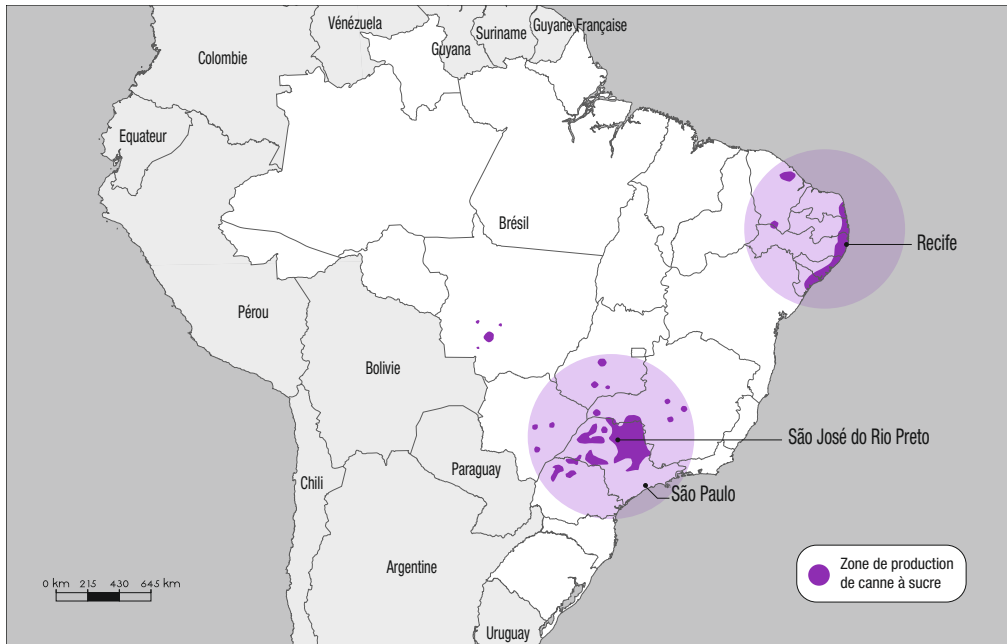 Vénézuela
Suriname
Guyane Française
Guyana
Colombie
Equateur
Brésil
Recife
Pérou
Bolivie
São José do Rio Preto
Paraguay
Chili
São Paulo
Argentine
Zone de production
de canne à sucre
0 km 215 430 645 km
Uruguay